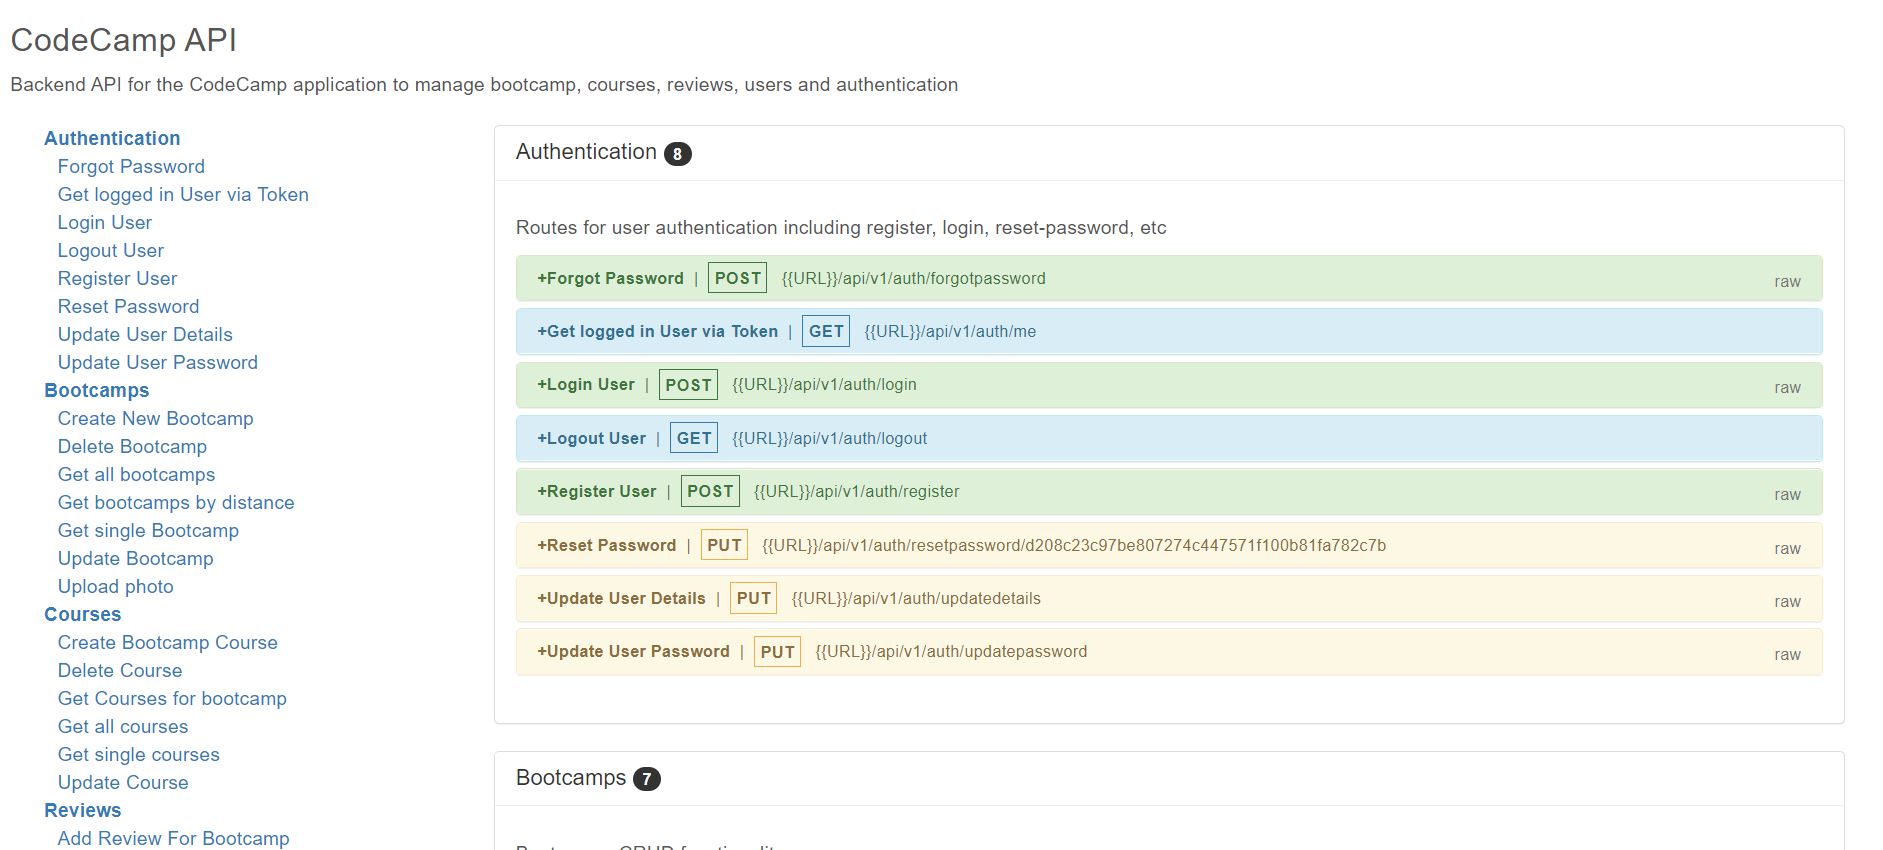 CodeCamp API
Backend API for the CodeCamp application to manage bootcamp, courses, reviews, users and authentication
Authentication
Forgot Password
Get logged in User via Token
Login User
Logout User
Register User
Reset Password
Update User Details
Update User Password
Bootcamps
Create New Bootcamp
Delete Bootcamp
Get all bootcamps
Get bootcamps by distance
Get single Bootcamp
Update Bootcamp
Upload photo
Courses
Create Bootcamp Course
Delete Course
Get Courses for bootcamp
Get all courses
Get single courses
Update Course
Reviews
Add Review For Bootcamp
Authentication 8
Routes for user authentication including register, login, reset-password, etc
+Forgot Password | POST {{URL}}/api/v1/auth/forgotpassword raw
+Get logged in User via Token | GET {{URL}}/api/v1/auth/me
+Login User | POST {{URL}}/api/v1/auth/login raw
+Logout User | GET {{URL}}/api/v1/auth/logout
+Register User | POST {{URL}}/api/v1/auth/register raw
+Reset Password | PUT {{URL}}/api/v1/auth/resetpassword/d208c23c97be807274c447571f100b81fa782c7b raw
+Update User Details | PUT {{URL}}/api/v1/auth/updatedetails raw
+Update User Password | PUT {{URL}}/api/v1/auth/updatepassword raw
Bootcamps 7